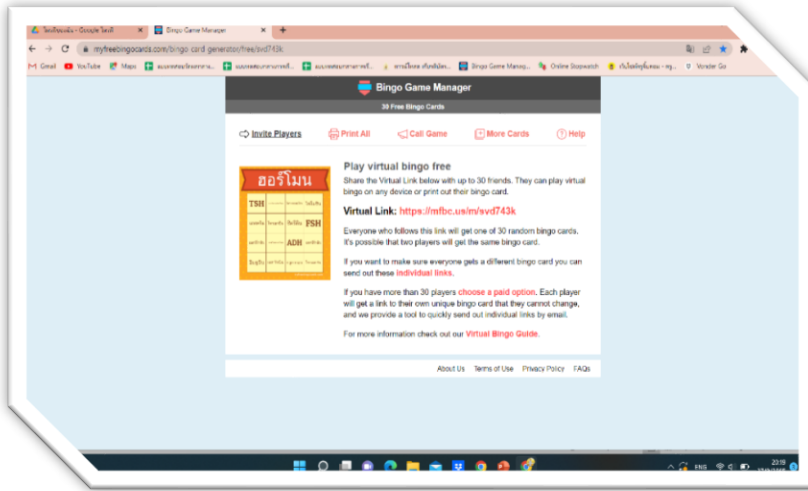 Bingo Game Manager
myfreebingocards.com/bingo-card-generator/free/svd743k
Gmail YouTube Maps Bingo Game Manag... Online Stopwatch Vonder Go
Bingo Game Manager
30 Free Bingo Cards
Invite Players Print All Call Game More Cards Help
ฮอร์โมน
TSH
FSH
ADH
Play virtual bingo free
Share the Virtual Link below with up to 30 friends. They can play virtual
bingo on any device or print out their bingo card.
Virtual Link: https://mfbc.us/m/svd743k
Everyone who follows this link will get one of 30 random bingo cards.
It's possible that two players will get the same bingo card.
If you want to make sure everyone gets a different bingo card you can
send out these individual links.
If you have more than 30 players choose a paid option. Each player
will get a link to their own unique bingo card that they cannot change,
and we provide a tool to quickly send out individual links by email.
For more information check out our Virtual Bingo Guide.
About Us Terms of Use Privacy Policy FAQs
ENG 20:19